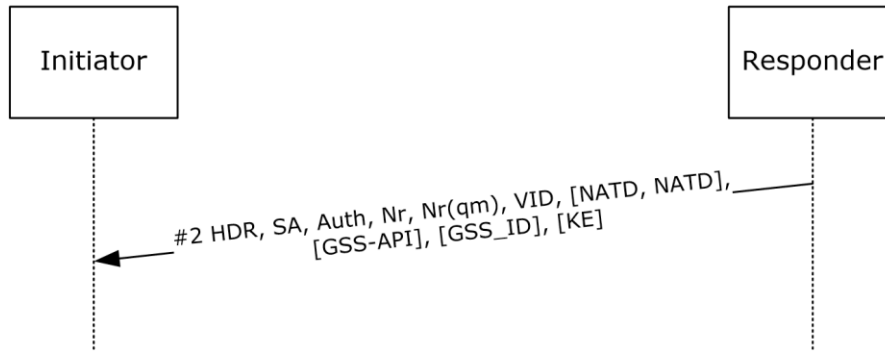 Initiator
Responder
#2 HDR, SA, Auth, Nr, Nr(qm), VID, [NATD, NATD],
[GSS-API], [GSS_ID], [KE]